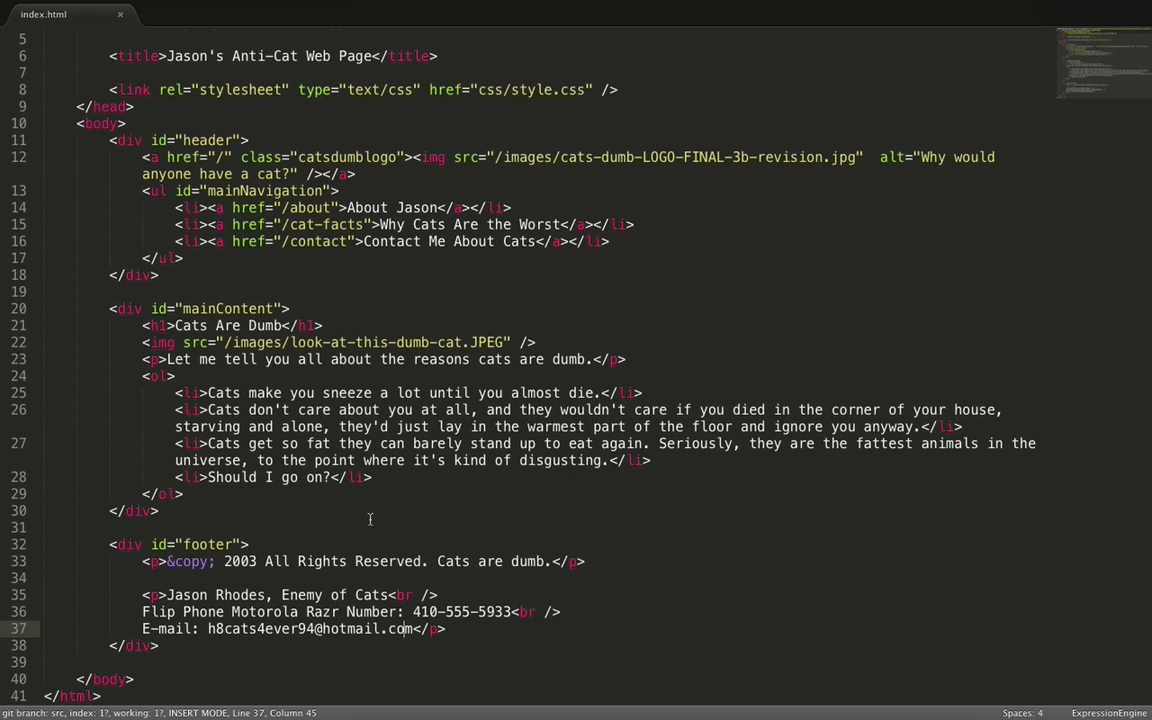 index.html ×
5
6 <title>Jason's Anti-Cat Web Page</title>
7
8 <link rel="stylesheet" type="text/css" href="css/style.css" />
9 </head>
10 <body>
11 <div id="header">
12 <a href="/" class="catsdumblogo"><img src="/images/cats-dumb-LOGO-FINAL-3b-revision.jpg"  alt="Why would
anyone have a cat?" /></a>
13 <ul id="mainNavigation">
14 <li><a href="/about">About Jason</a></li>
15 <li><a href="/cat-facts">Why Cats Are the Worst</a></li>
16 <li><a href="/contact">Contact Me About Cats</a></li>
17 </ul>
18 </div>
19
20 <div id="mainContent">
21 <h1>Cats Are Dumb</h1>
22 <img src="/images/look-at-this-dumb-cat.JPEG" />
23 <p>Let me tell you all about the reasons cats are dumb.</p>
24 <ol>
25 <li>Cats make you sneeze a lot until you almost die.</li>
26 <li>Cats don't care about you at all, and they wouldn't care if you died in the corner of your house,
starving and alone, they'd just lay in the warmest part of the floor and ignore you anyway.</li>
27 <li>Cats get so fat they can barely stand up to eat again. Seriously, they are the fattest animals in the
universe, to the point where it's kind of disgusting.</li>
28 <li>Should I go on?</li>
29 </ol>
30 </div>
31
32 <div id="footer">
33 <p>&copy; 2003 All Rights Reserved. Cats are dumb.</p>
34
35 <p>Jason Rhodes, Enemy of Cats<br />
36 Flip Phone Motorola Razr Number: 410-555-5933<br />
37 E-mail: h8cats4ever94@hotmail.com</p>
38 </div>
39
40 </body>
41 </html>
git branch: src, index: 1?, working: 1?, INSERT MODE, Line 37, Column 45 Spaces: 4 ExpressionEngine